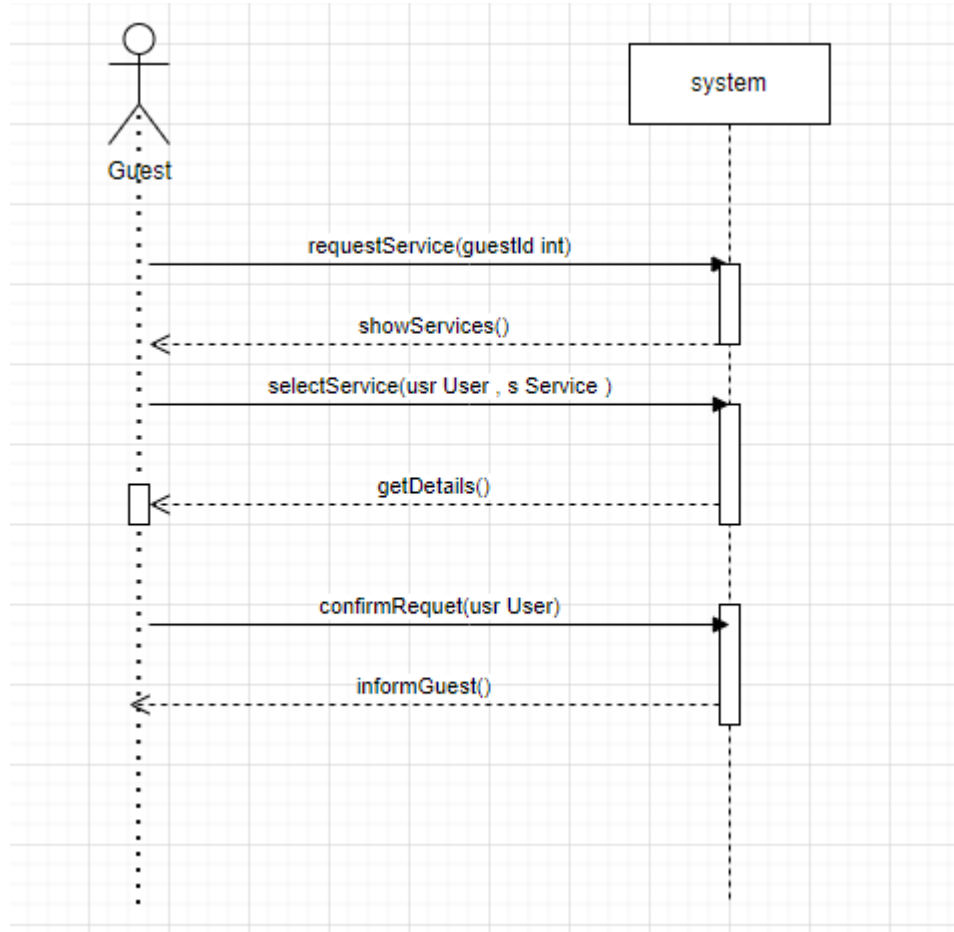 system
Guest
requestService(guestId int)
showServices()
selectService(usr User , s Service )
getDetails()
confirmRequet(usr User)
informGuest()